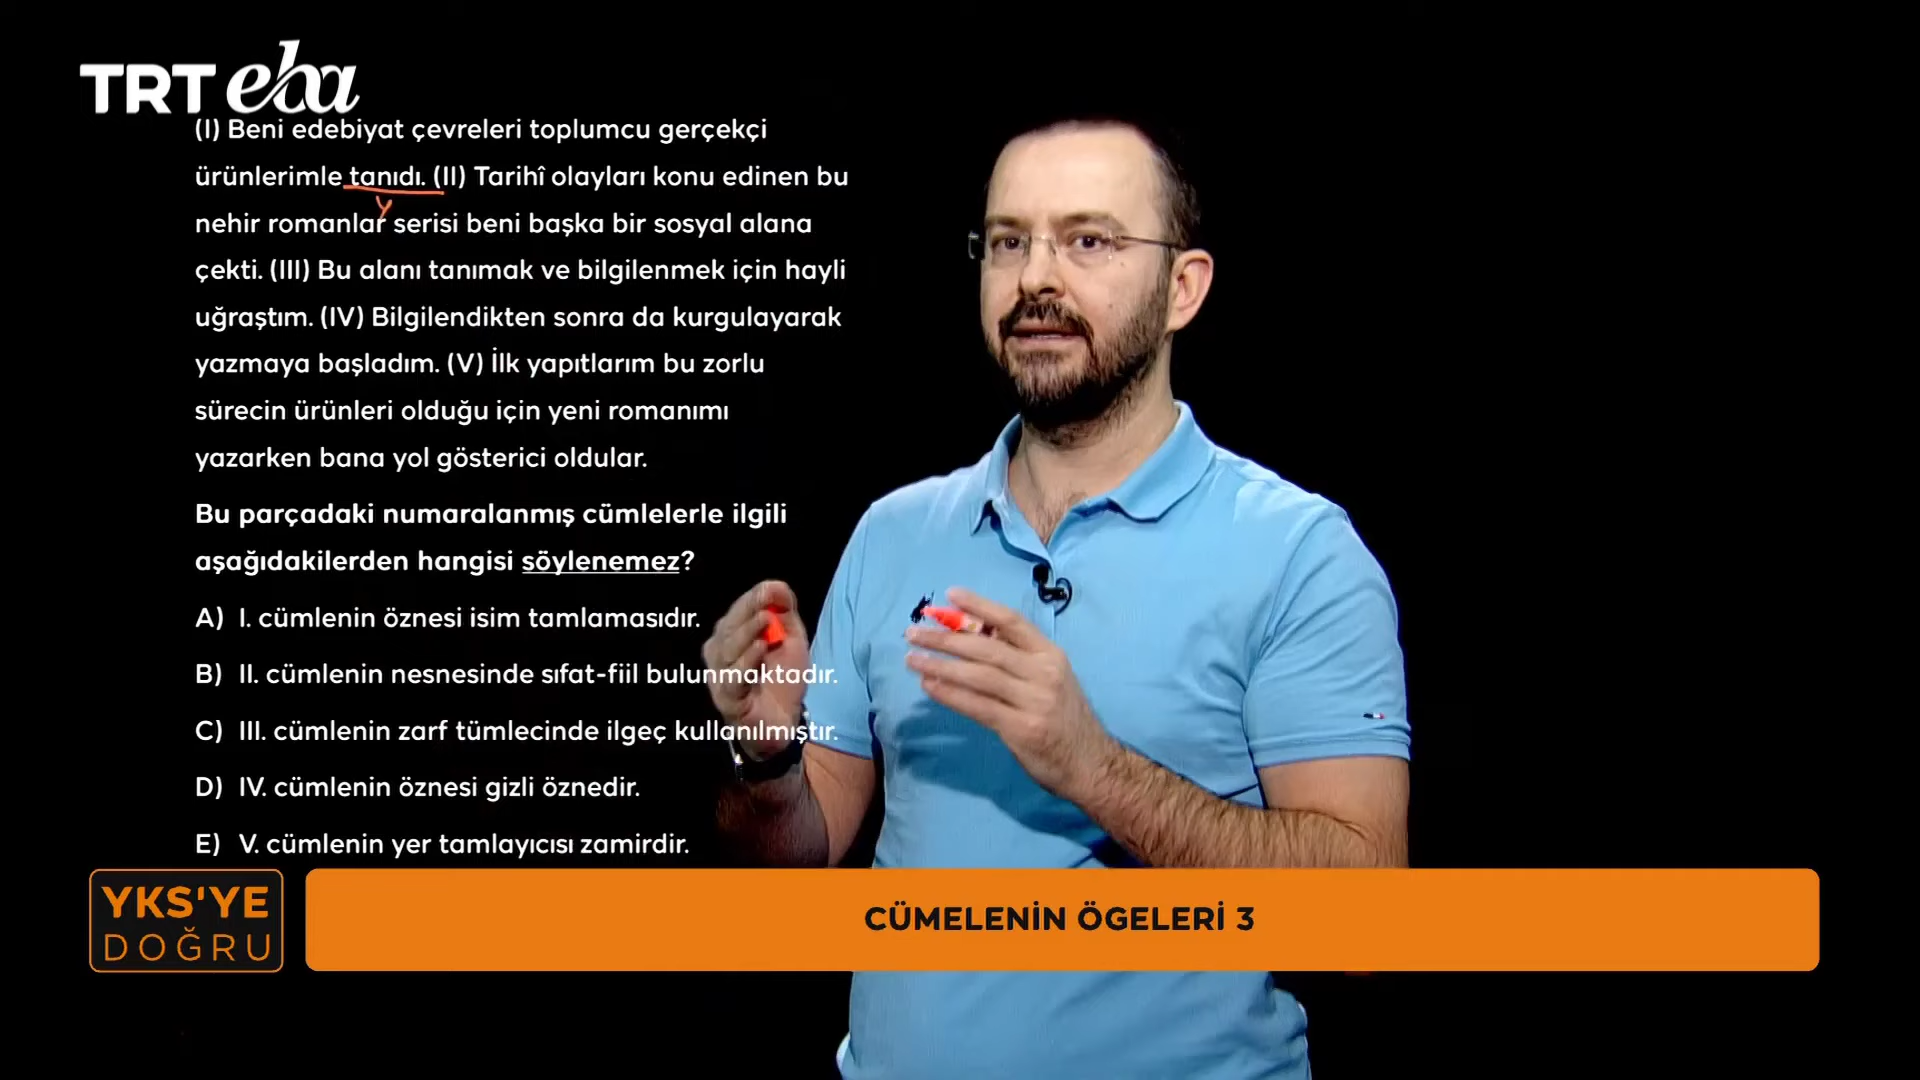 TRT eba
(I) Beni edebiyat çevreleri toplumcu gerçekçi
ürünlerimle tanıdı. (II) Tarihî olayları konu edinen bu
y
nehir romanlar serisi beni başka bir sosyal alana
çekti. (III) Bu alanı tanımak ve bilgilenmek için hayli
uğraştım. (IV) Bilgilendikten sonra da kurgulayarak
yazmaya başladım. (V) İlk yapıtlarım bu zorlu
sürecin ürünleri olduğu için yeni romanımı
yazarken bana yol gösterici oldular.
Bu parçadaki numaralanmış cümlelerle ilgili
aşağıdakilerden hangisi söylenemez?
A) I. cümlenin öznesi isim tamlamasıdır.
B) II. cümlenin nesnesinde sıfat-fiil bulunmaktadır.
C) III. cümlenin zarf tümlecinde ilgeç kullanılmıştır.
D) IV. cümlenin öznesi gizli öznedir.
E) V. cümlenin yer tamlayıcısı zamirdir.
YKS'YE
DOĞRU
CÜMELENİN ÖGELERİ 3